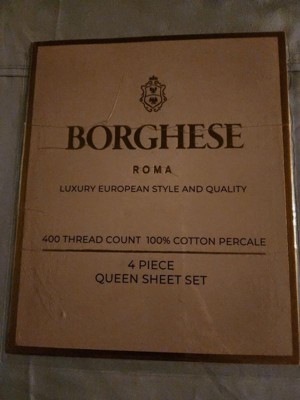 BORGHESE
ROMA
LUXURY EUROPEAN STYLE AND QUALITY
400 THREAD COUNT 100% COTTON PERCALE
4 PIECE
QUEEN SHEET SET